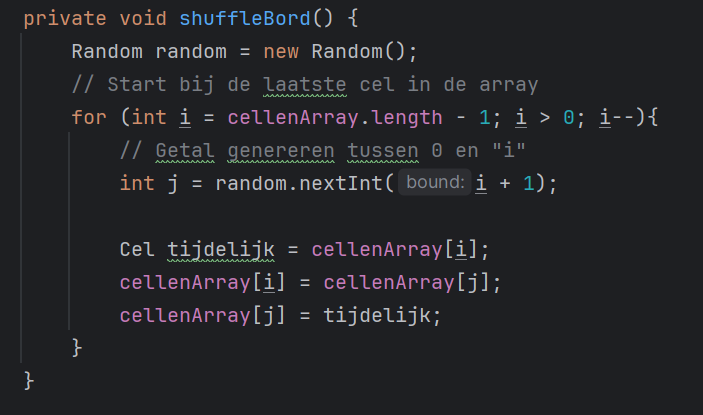 private void shuffleBord() {
Random random = new Random();
// Start bij de laatste cel in de array
for (int i = cellenArray.length - 1; i > 0; i--){
// Getal genereren tussen 0 en "i"
int j = random.nextInt( bound: i + 1);
Cel tijdelijk = cellenArray[i];
cellenArray[i] = cellenArray[j];
cellenArray[j] = tijdelijk;
}
}